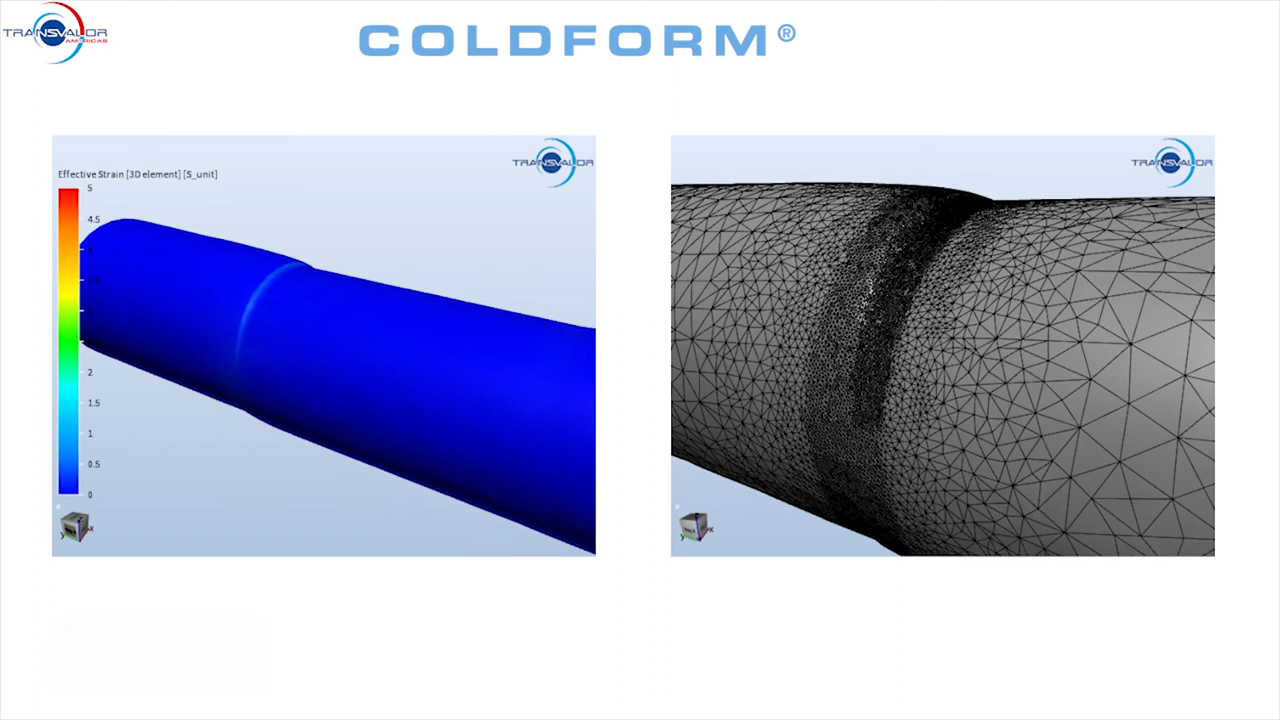 TRANSVALOR
AMERICAS
COLDFORM®
TRANSVALOR
Effective Strain [3D element] [S_unit]
5
4.5
2
1.5
1
0.5
0
x
y
TRANSVALOR
x
y